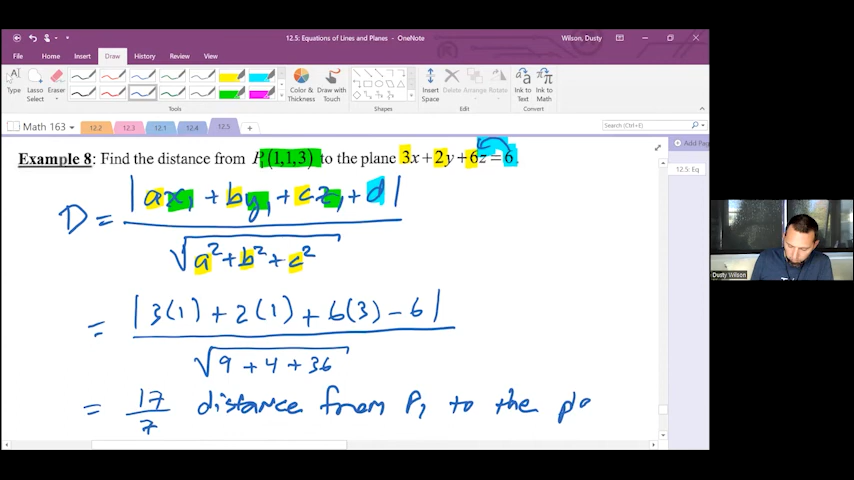 12.5: Equations of Lines and Planes - OneNote
Wilson, Dusty
File Home Insert Draw History Review View
Type
Lasso Select
Eraser
Tools
Color & Thickness
Draw with Touch
Shapes
Insert Space
Delete
Arrange
Rotate
Edit
Ink to Text
Ink to Math
Convert
Math 163
12.2 12.3 12.1 12.4 12.5 +
Search (Ctrl+E)
Add Page
12.5: Eq
Example 8: Find the distance from P₁(1,1,3) to the plane 3x+2y+6z=6.
D = |ax₁ + by₁ + cz₁ + d| / √(a² + b² + c²)
= |3(1) + 2(1) + 6(3) - 6| / √(9 + 4 + 36)
= 17/7 distance from P₁ to the pla
Dusty Wilson